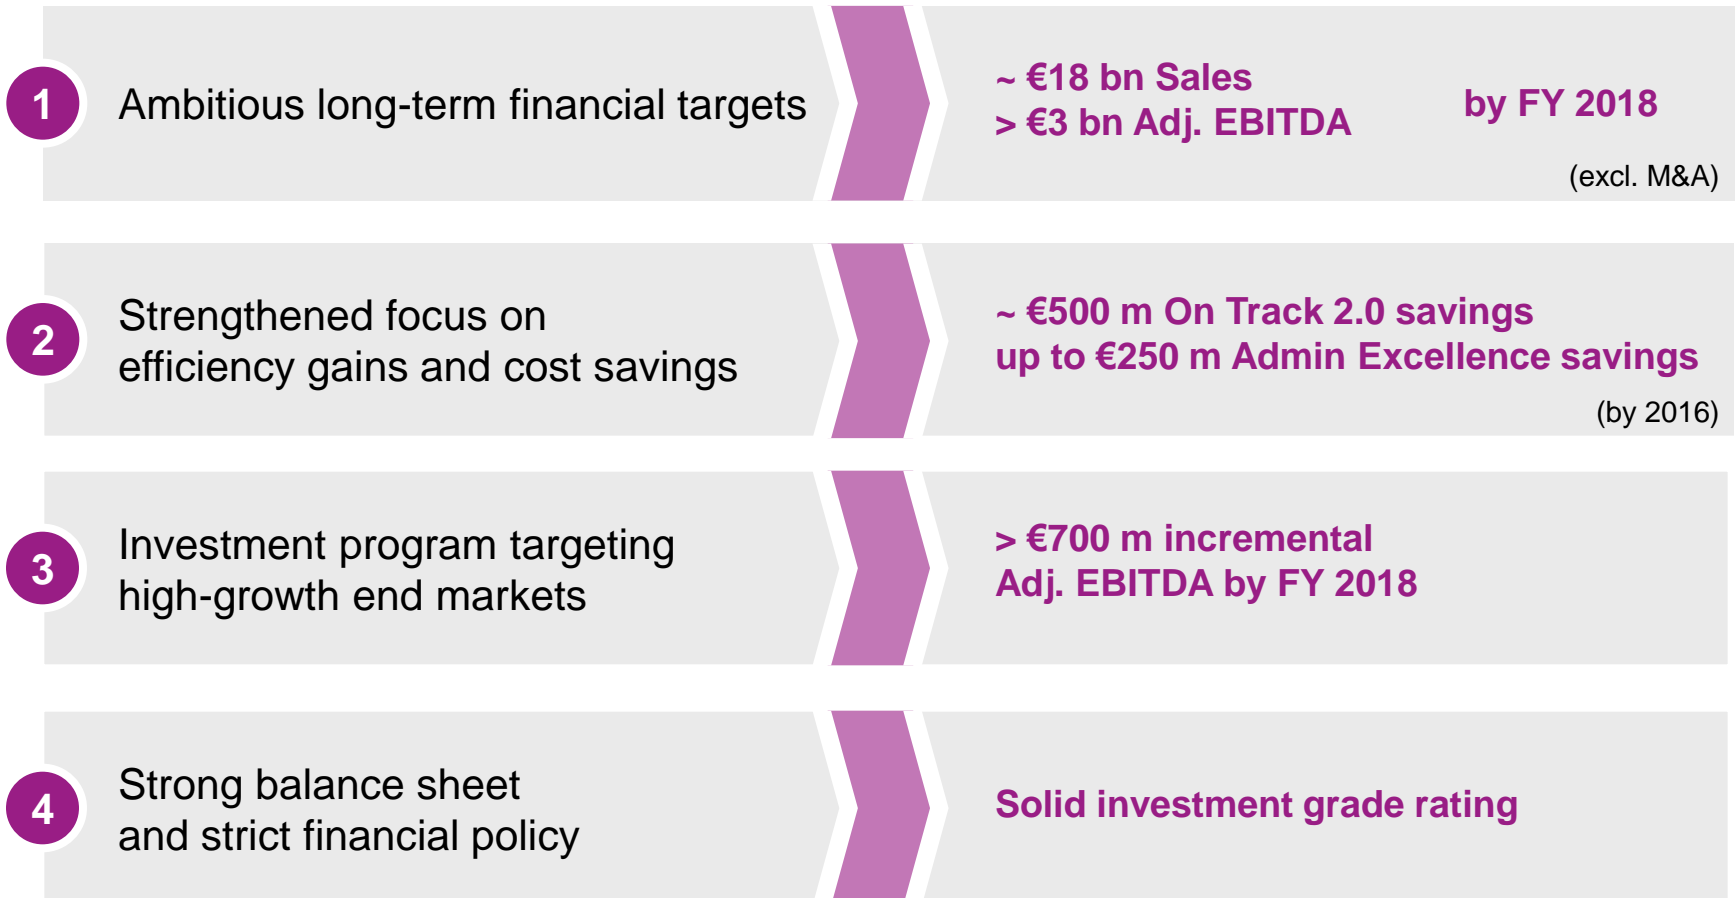 1
Ambitious long-term financial targets
~ €18 bn Sales
> €3 bn Adj. EBITDA
by FY 2018
(excl. M&A)
2
Strengthened focus on
efficiency gains and cost savings
~ €500 m On Track 2.0 savings
up to €250 m Admin Excellence savings
(by 2016)
3
Investment program targeting
high-growth end markets
> €700 m incremental
Adj. EBITDA by FY 2018
4
Strong balance sheet
and strict financial policy
Solid investment grade rating